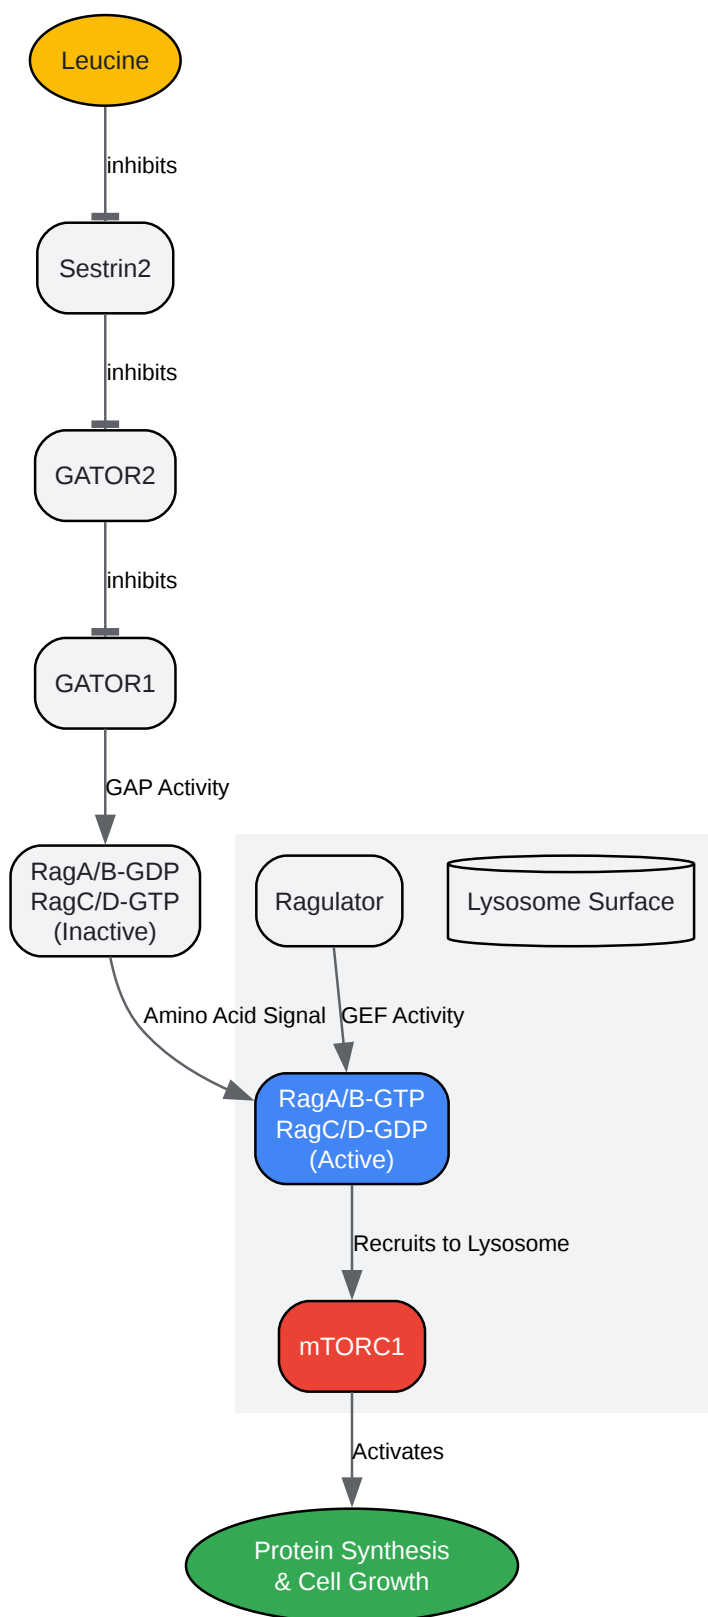 Leucine
inhibits
Sestrin2
inhibits
GATOR2
inhibits
GATOR1
GAP Activity
RagA/B-GDP
RagC/D-GTP
(Inactive)
Ragulator
Lysosome Surface
Amino Acid Signal
GEF Activity
RagA/B-GTP
RagC/D-GDP
(Active)
Recruits to Lysosome
mTORC1
Activates
Protein Synthesis
& Cell Growth